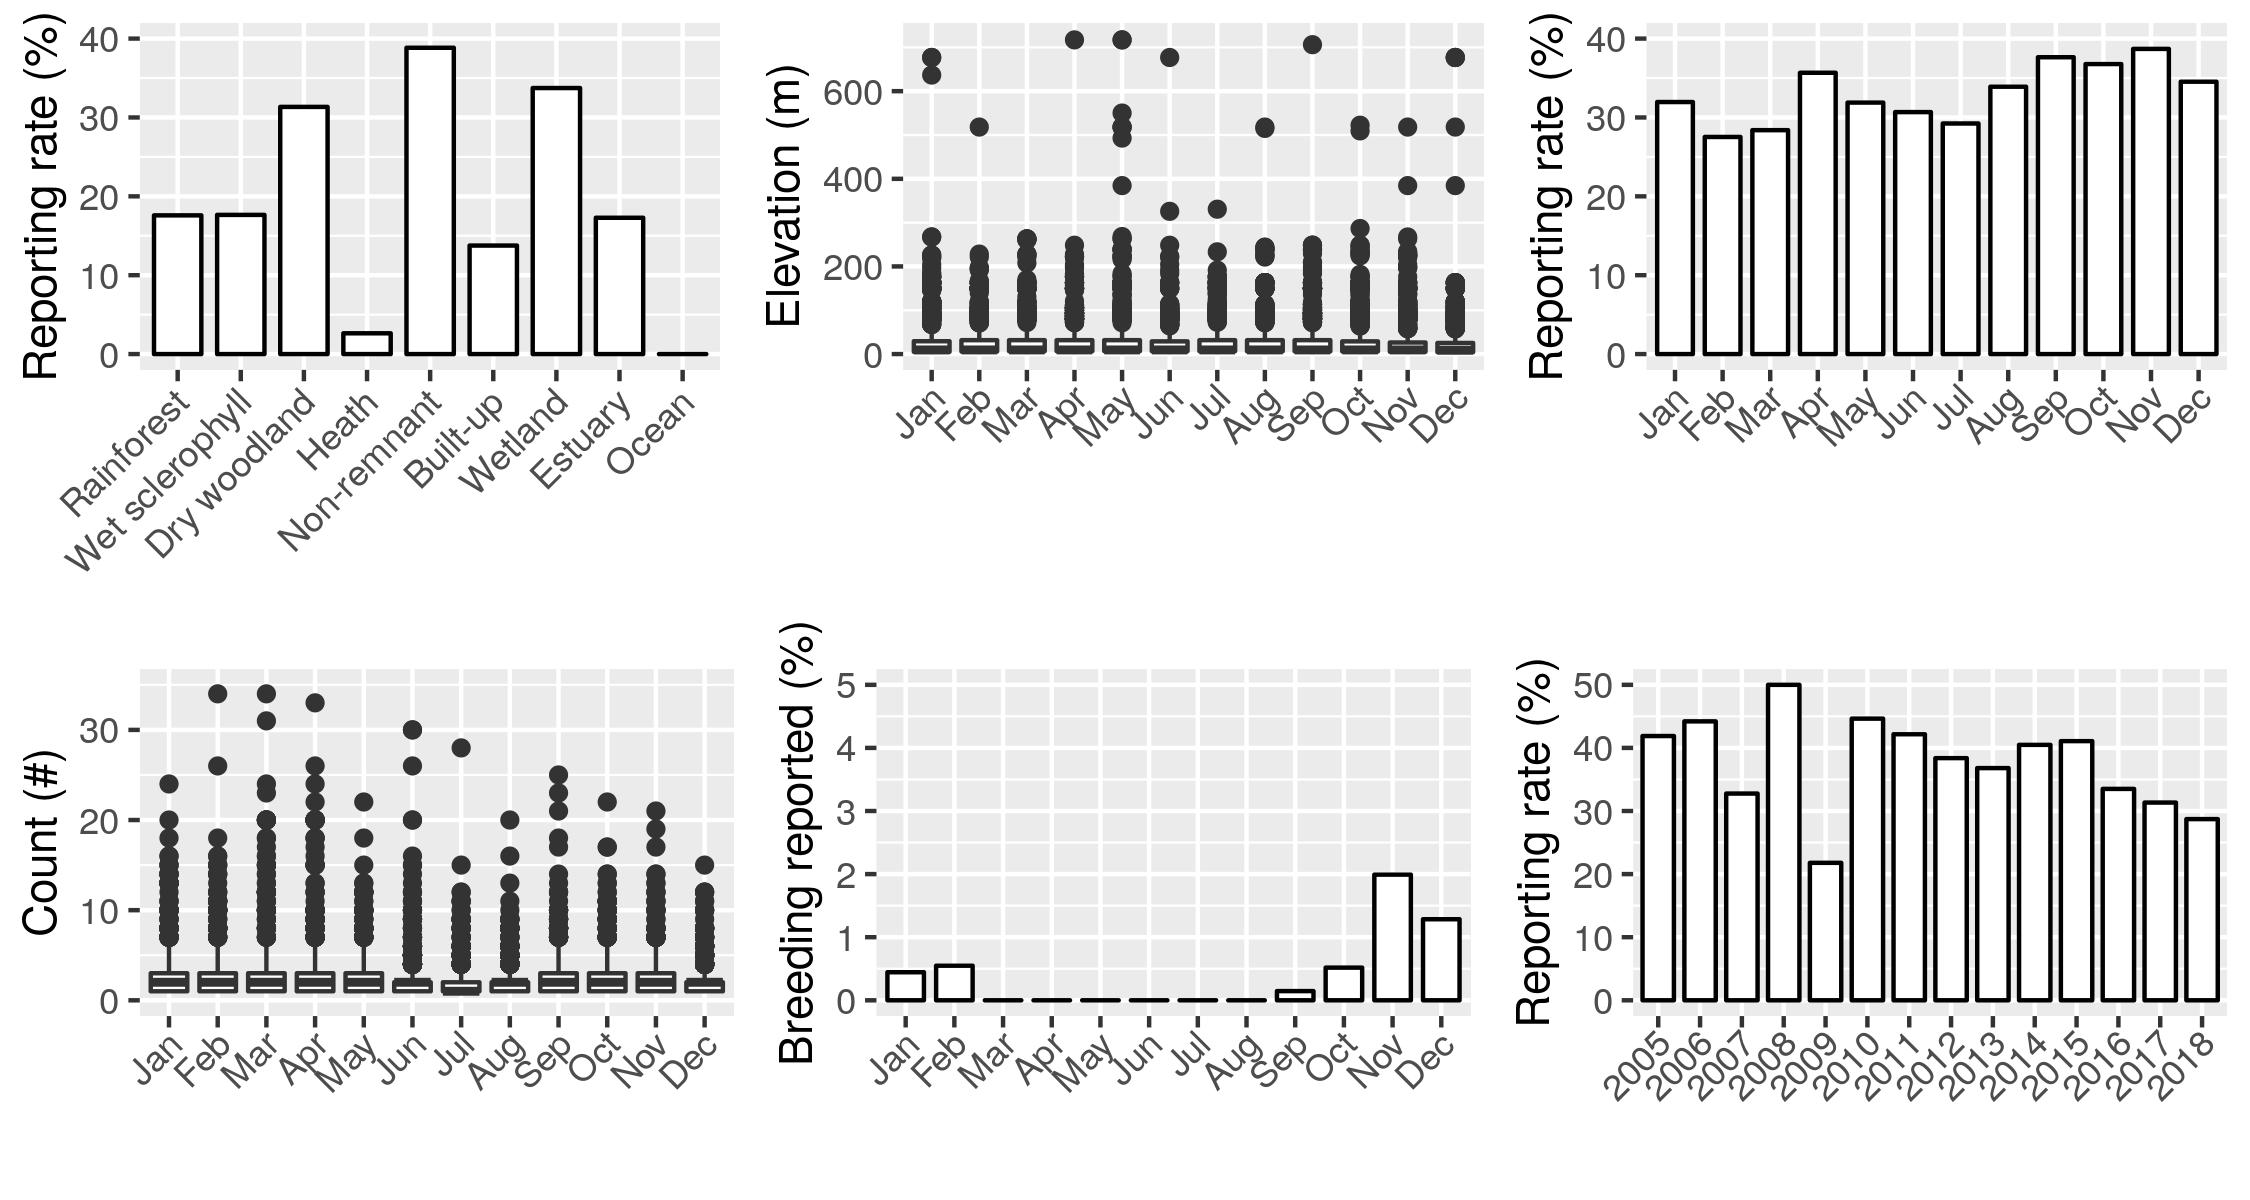 Reporting rate (%)
40
30
20
10
0
Rainforest
Wet sclerophyll
Dry woodland
Heath
Non-remnant
Built-up
Wetland
Estuary
Ocean
Elevation (m)
600
400
200
0
Jan
Feb
Mar
Apr
May
Jun
Jul
Aug
Sep
Oct
Nov
Dec
Reporting rate (%)
40
30
20
10
0
Jan
Feb
Mar
Apr
May
Jun
Jul
Aug
Sep
Oct
Nov
Dec
Count (#)
30
20
10
0
Jan
Feb
Mar
Apr
May
Jun
Jul
Aug
Sep
Oct
Nov
Dec
Breeding reported (%)
5
4
3
2
1
0
Jan
Feb
Mar
Apr
May
Jun
Jul
Aug
Sep
Oct
Nov
Dec
Reporting rate (%)
50
40
30
20
10
0
2005
2006
2007
2008
2009
2010
2011
2012
2013
2014
2015
2016
2017
2018